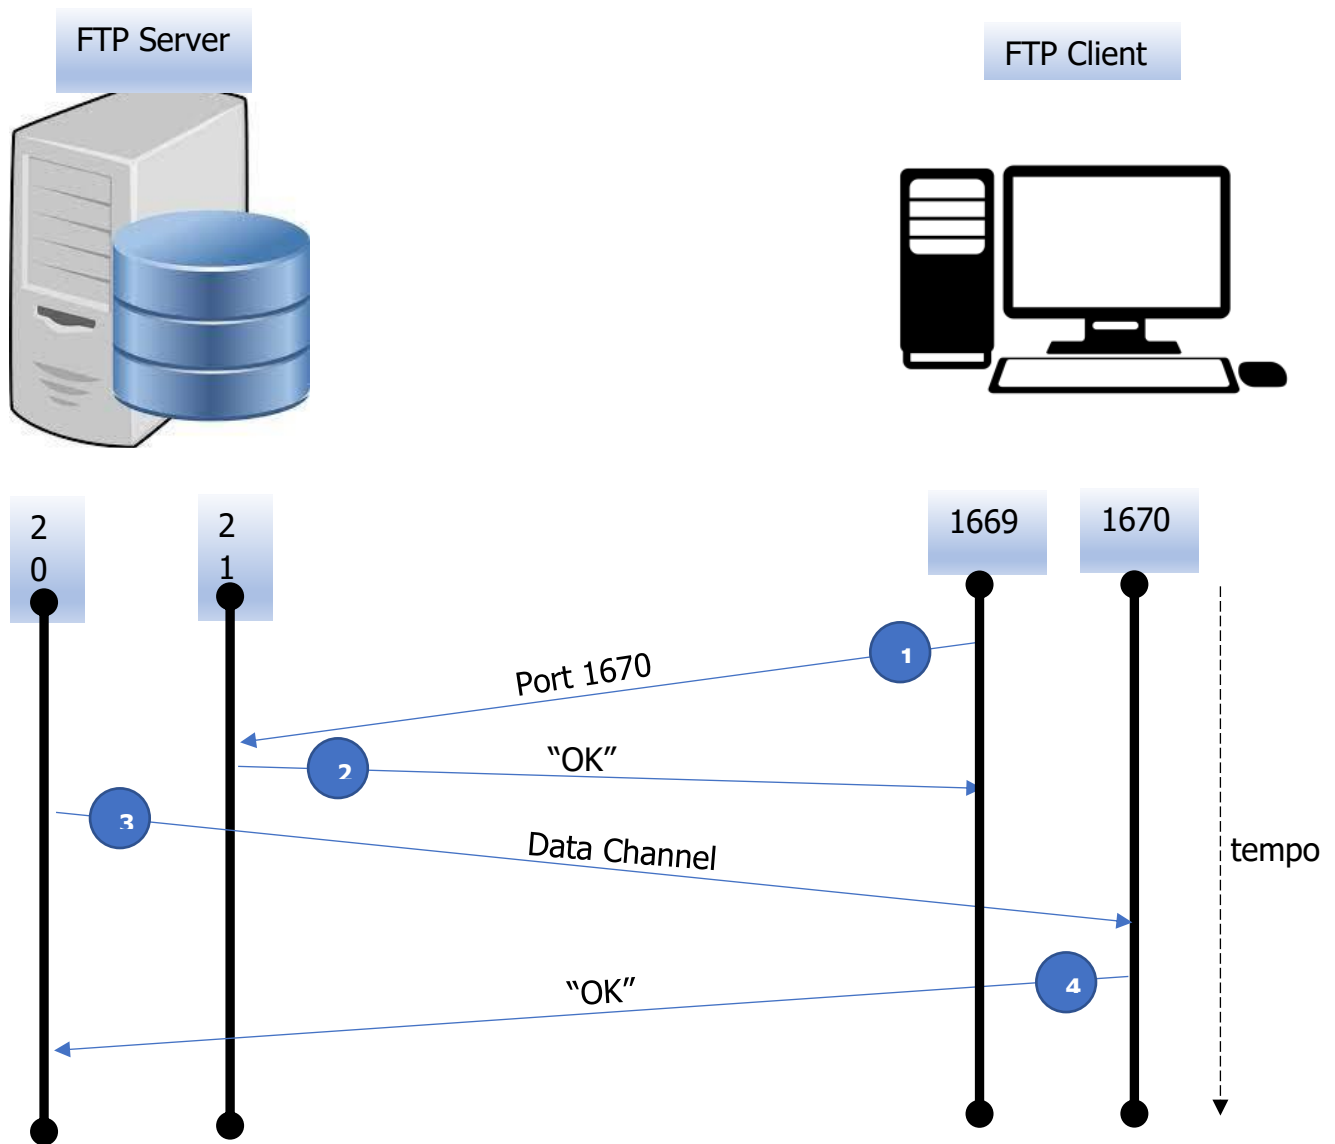 FTP Server
FTP Client
2
0
2
1
1669
1670
1
Port 1670
2
“OK”
3
Data Channel
tempo
4
“OK”